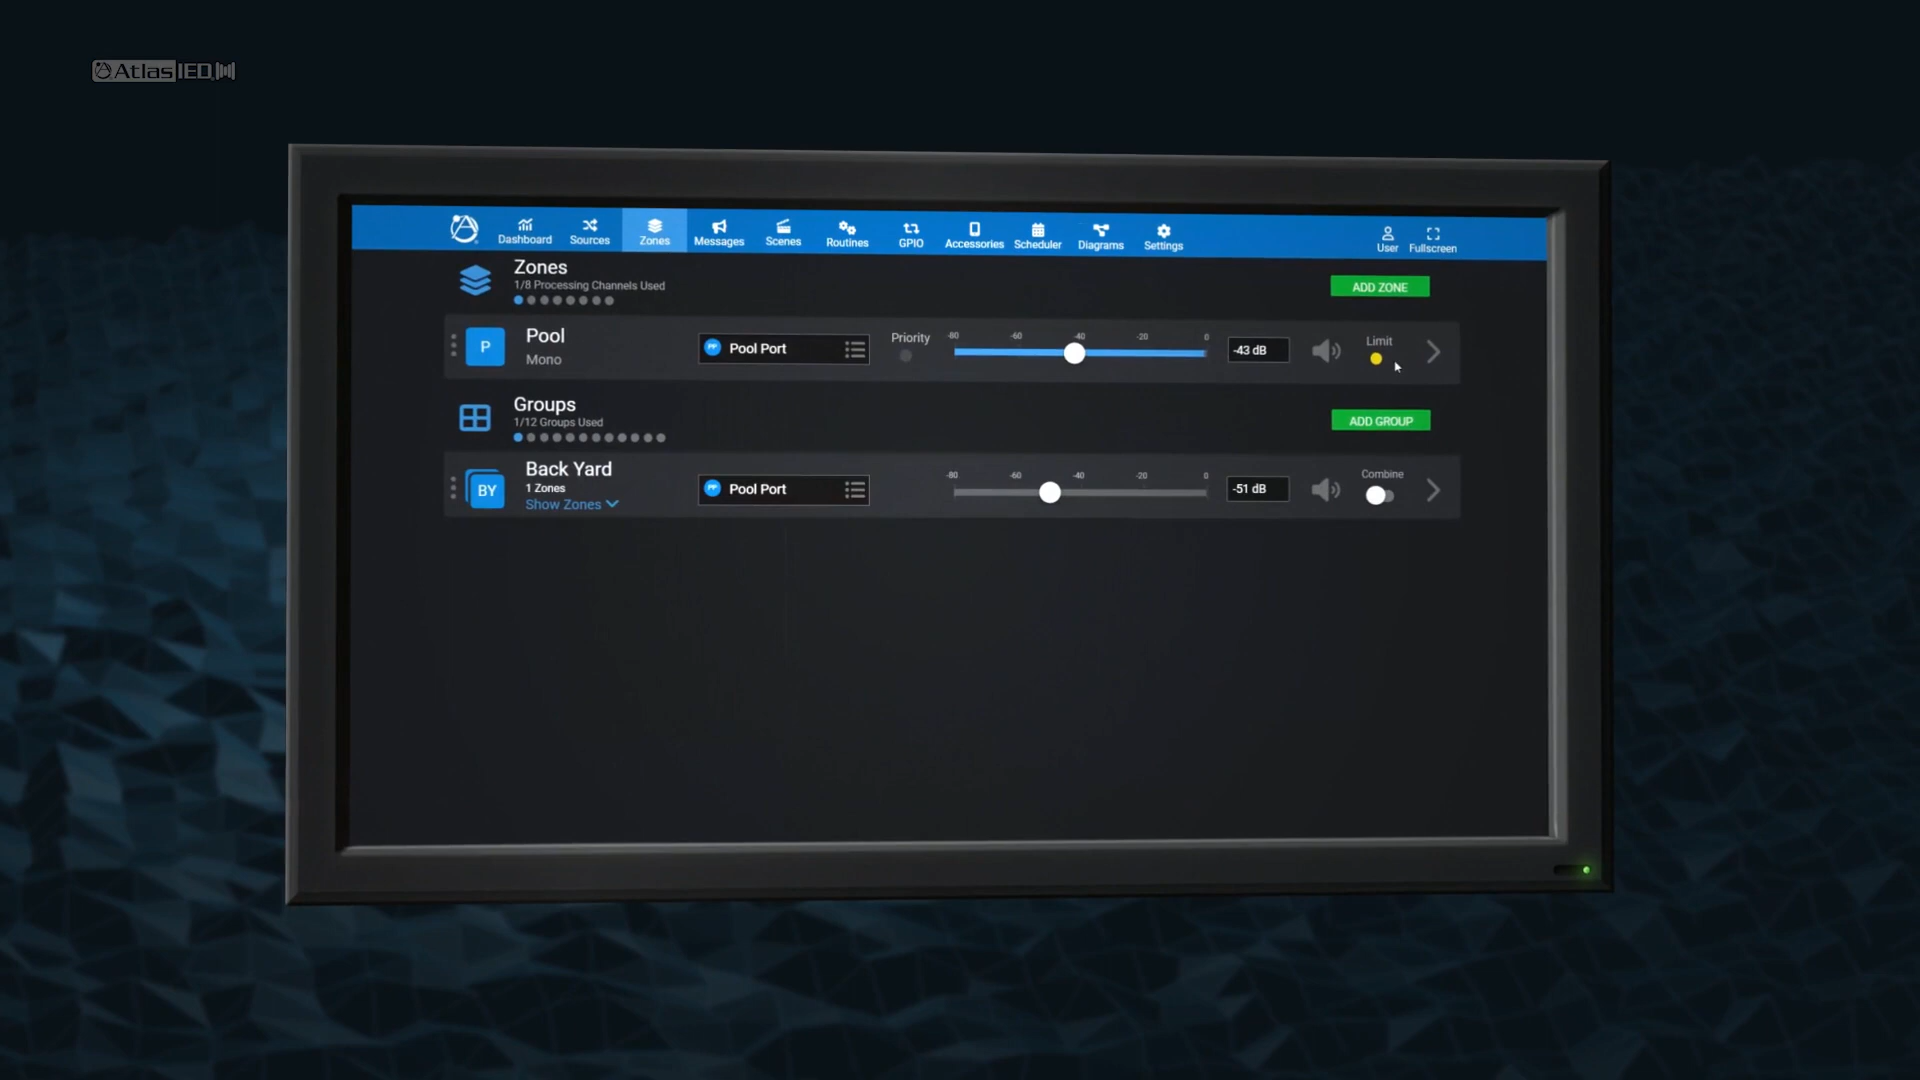 AtlasIED
Dashboard Sources Zones Messages Scenes Routines GPIO Accessories Scheduler Diagrams Settings User Fullscreen
Zones
1/8 Processing Channels Used
ADD ZONE
P
Pool
Mono
PP Pool Port
Priority
-80 -60 -40 -20 0
-43 dB
Limit
Groups
1/12 Groups Used
ADD GROUP
BY
Back Yard
1 Zones
Show Zones
PP Pool Port
-80 -60 -40 -20 0
-51 dB
Combine